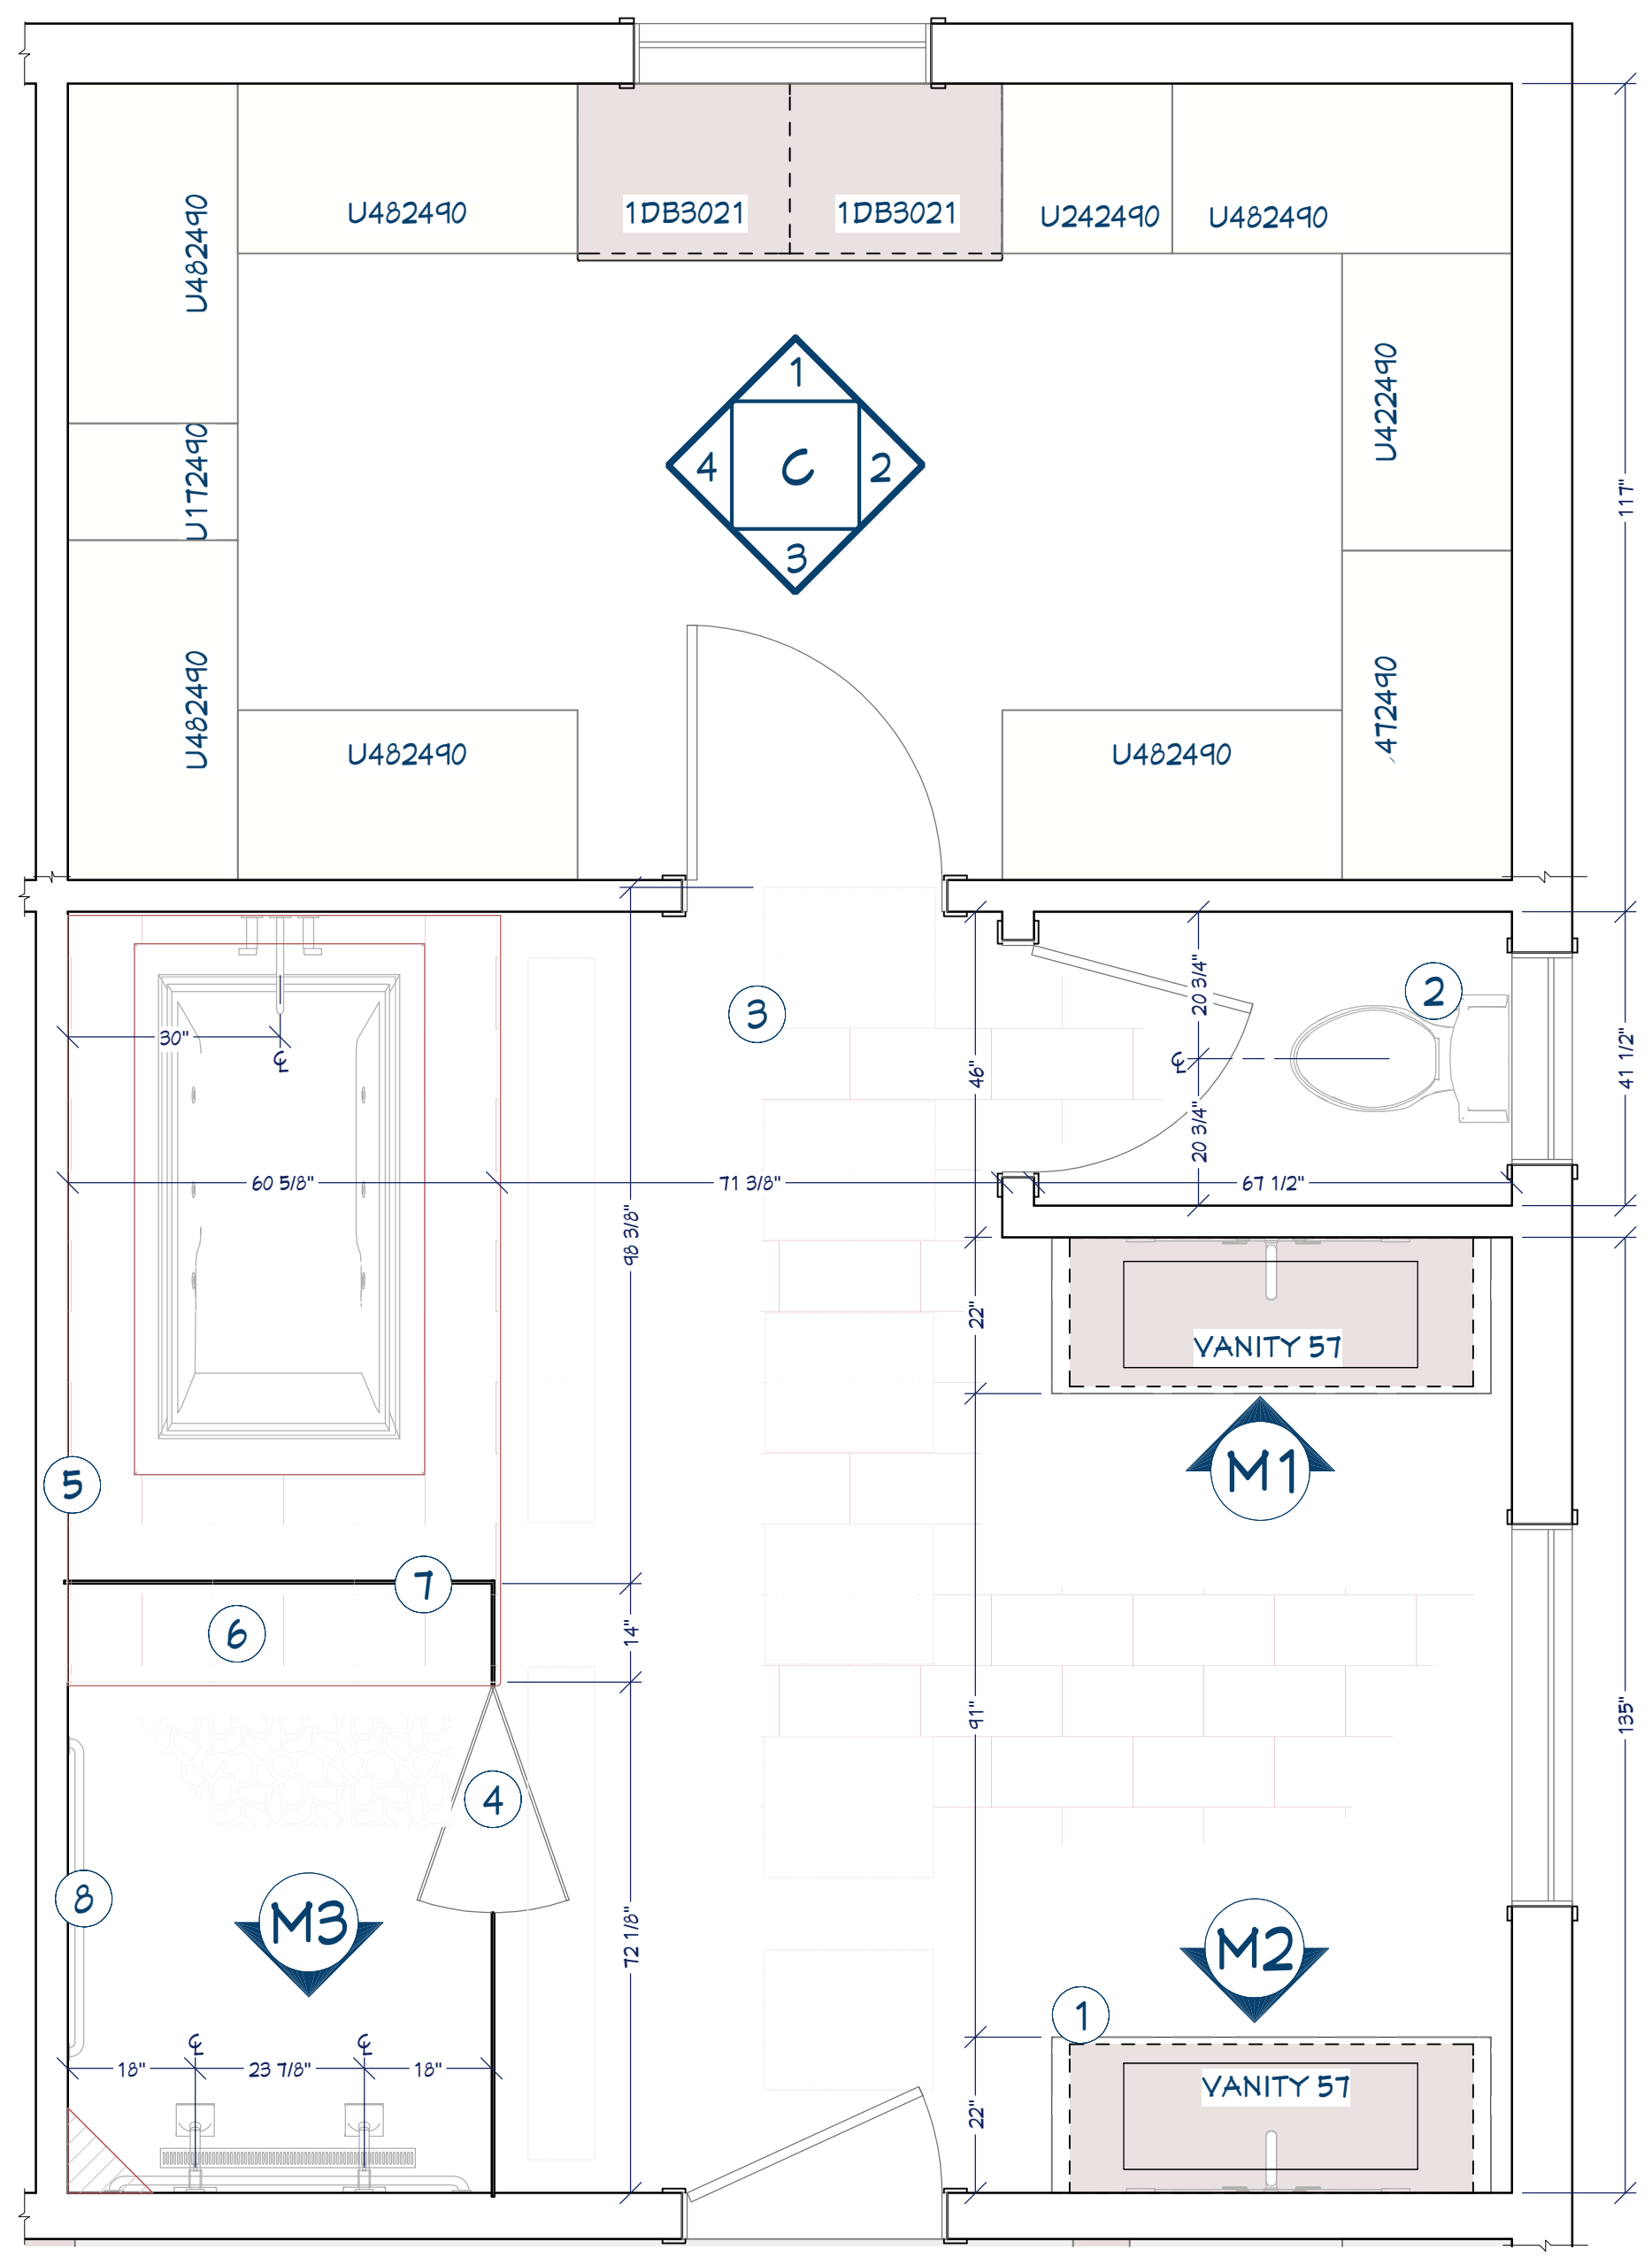 U482490
U482490
1DB3021
1DB3021
U242490
U482490
U422490
U172490
1
4
C
2
3
117"
U482490
U482490
U482490
472490
3
2
20 3/4"
30"
℄
46"
℄
41 1/2"
20 3/4"
60 5/8"
71 3/8"
67 1/2"
98 3/8"
22"
VANITY 57
M1
5
7
6
14"
91"
135"
4
8
M3
72 1/8"
M2
1
℄
℄
18"
23 7/8"
18"
VANITY 57
22"